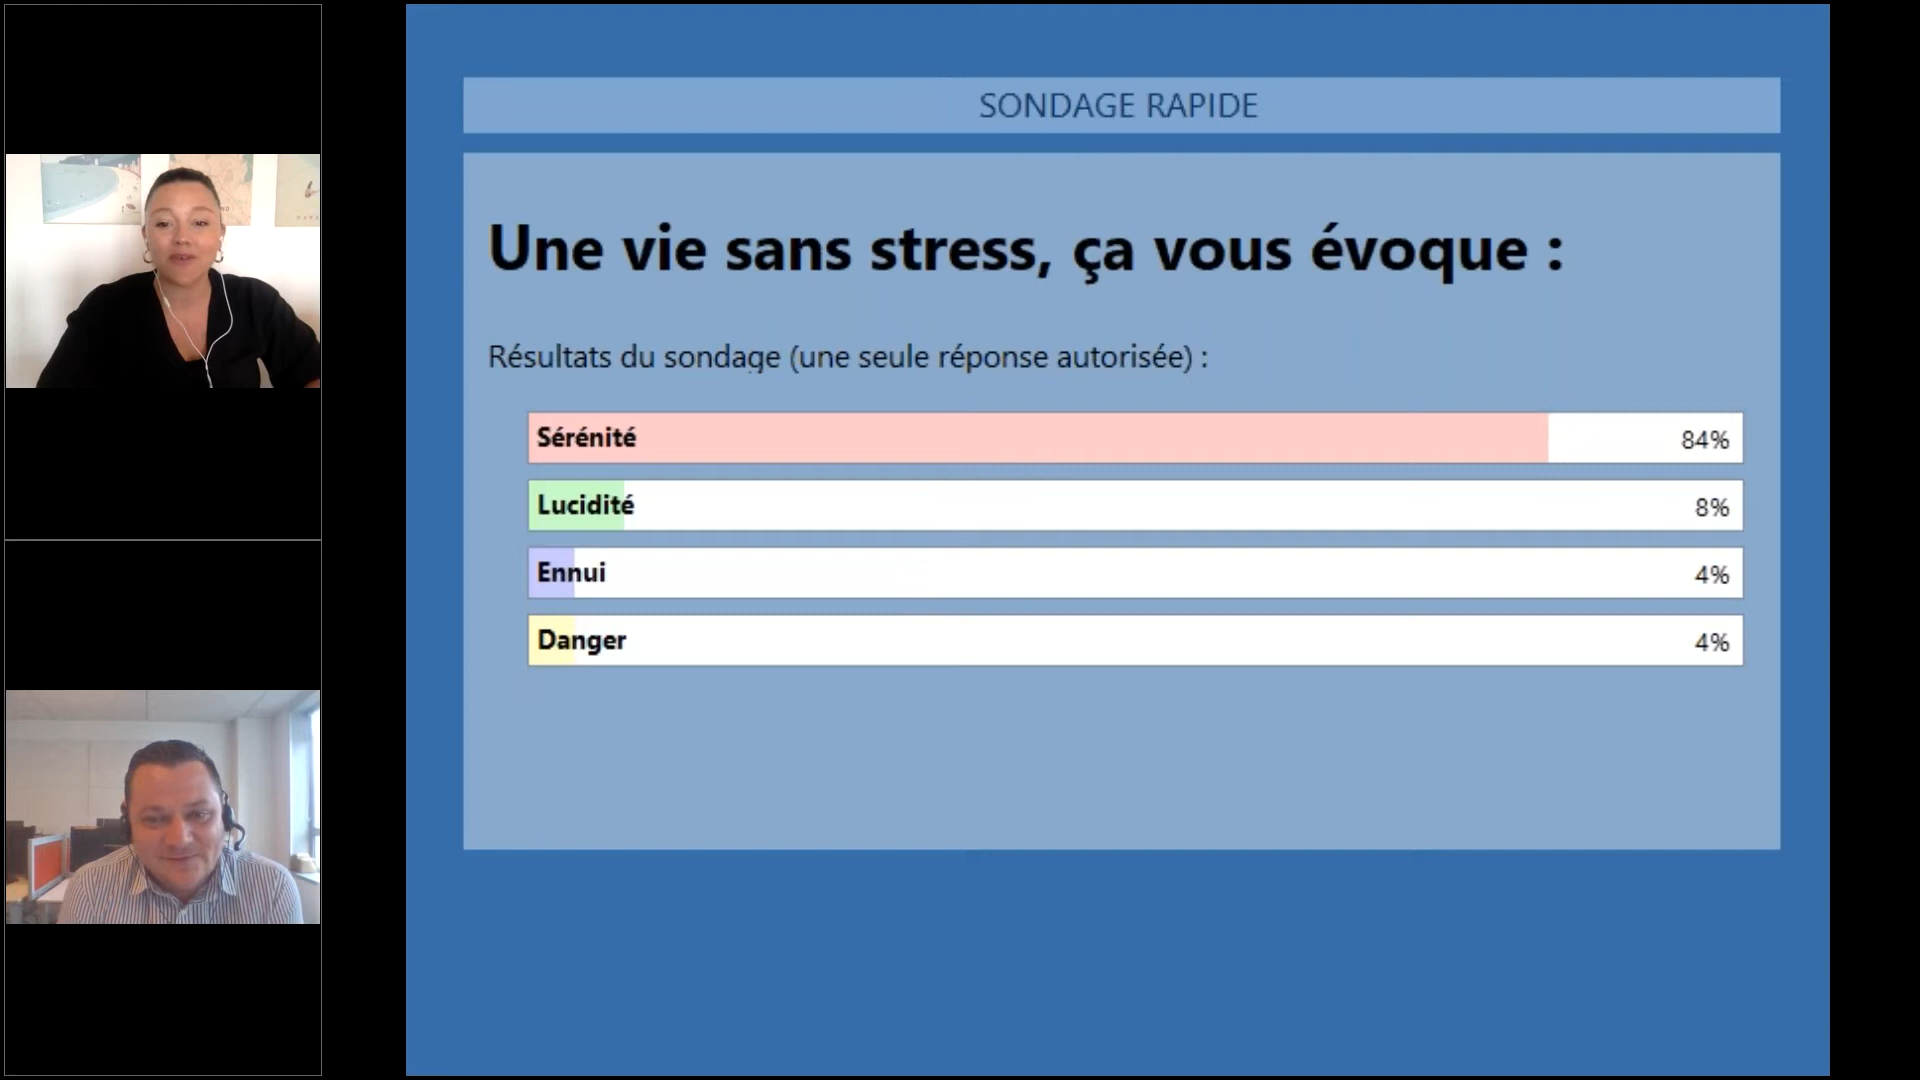 SONDAGE RAPIDE
Une vie sans stress, ça vous évoque :
Résultats du sondage (une seule réponse autorisée) :
Sérénité 84%
Lucidité 8%
Ennui 4%
Danger 4%